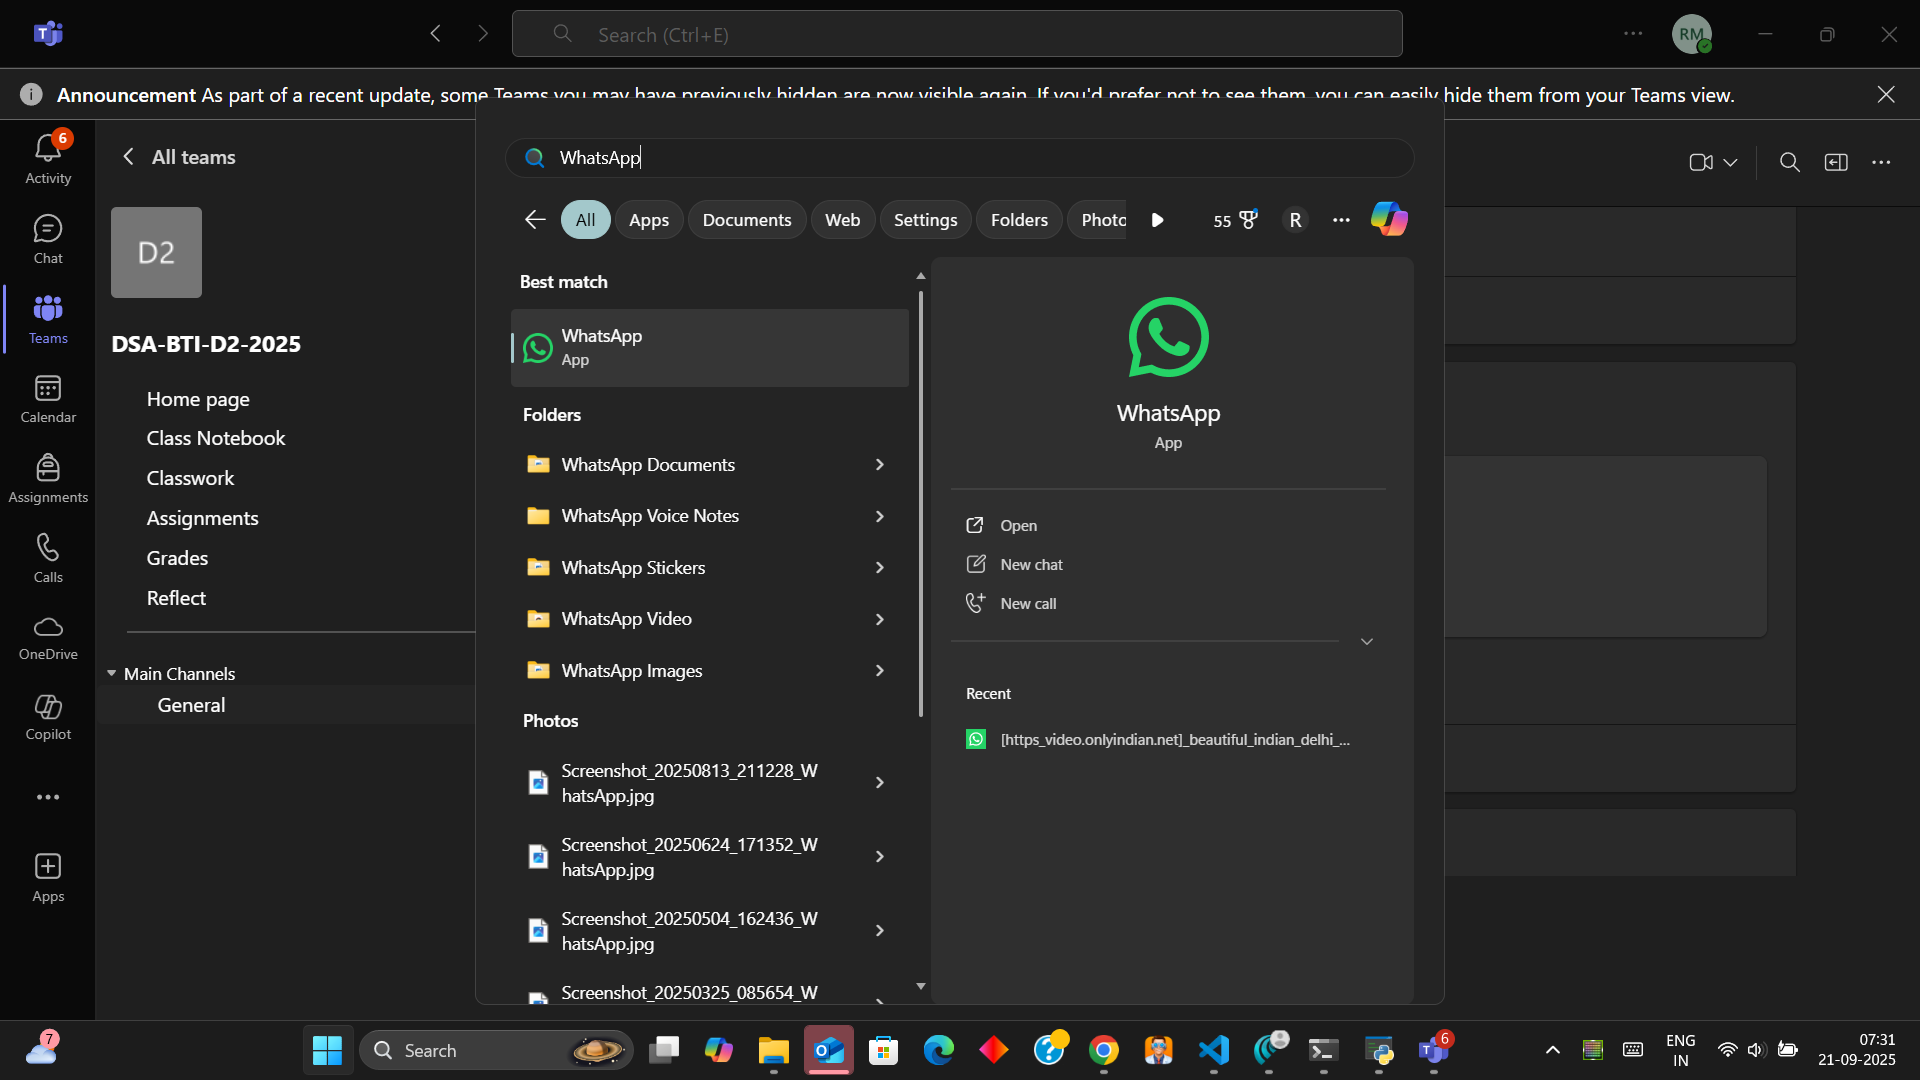 Search (Ctrl+E)
RM
Announcement As part of a recent update, some Teams you may have previously hidden are now visible again. If you'd prefer not to see them, you can easily hide them from your Teams view.
6
Activity
Chat
Teams
Calendar
Assignments
Calls
OneDrive
Copilot
Apps
All teams
D2
DSA-BTI-D2-2025
Home page
Class Notebook
Classwork
Assignments
Grades
Reflect
Main Channels
General
WhatsApp
All Apps Documents Web Settings Folders Photo 55 R
Best match
WhatsApp
App
Folders
WhatsApp Documents
WhatsApp Voice Notes
WhatsApp Stickers
WhatsApp Video
WhatsApp Images
Photos
Screenshot_20250813_211228_W
hatsApp.jpg
Screenshot_20250624_171352_W
hatsApp.jpg
Screenshot_20250504_162436_W
hatsApp.jpg
Screenshot_20250325_085654_W
WhatsApp
App
Open
New chat
New call
Recent
[https_video.onlyindian.net]_beautiful_indian_delhi_...
7
Search
6
ENG
IN
07:31
21-09-2025